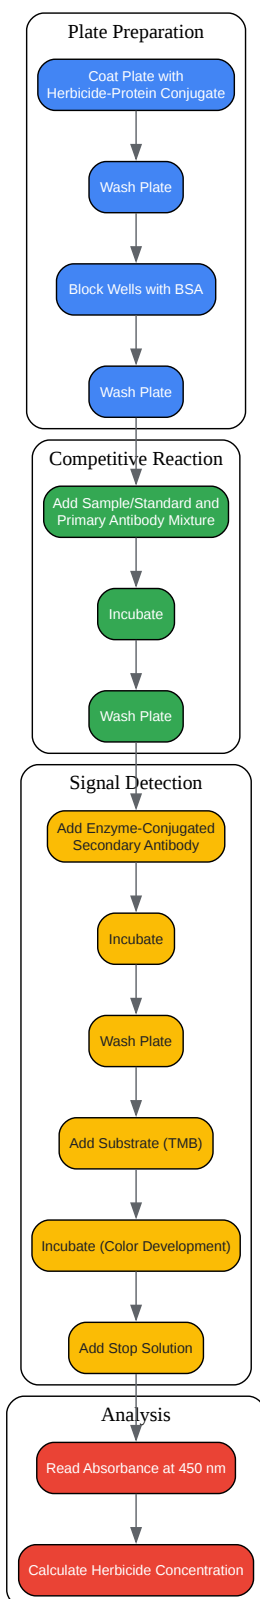 Plate Preparation
Coat Plate with
Herbicide-Protein Conjugate
Wash Plate
Block Wells with BSA
Wash Plate
Competitive Reaction
Add Sample/Standard and
Primary Antibody Mixture
Incubate
Wash Plate
Signal Detection
Add Enzyme-Conjugated
Secondary Antibody
Incubate
Wash Plate
Add Substrate (TMB)
Incubate (Color Development)
Add Stop Solution
Analysis
Read Absorbance at 450 nm
Calculate Herbicide Concentration